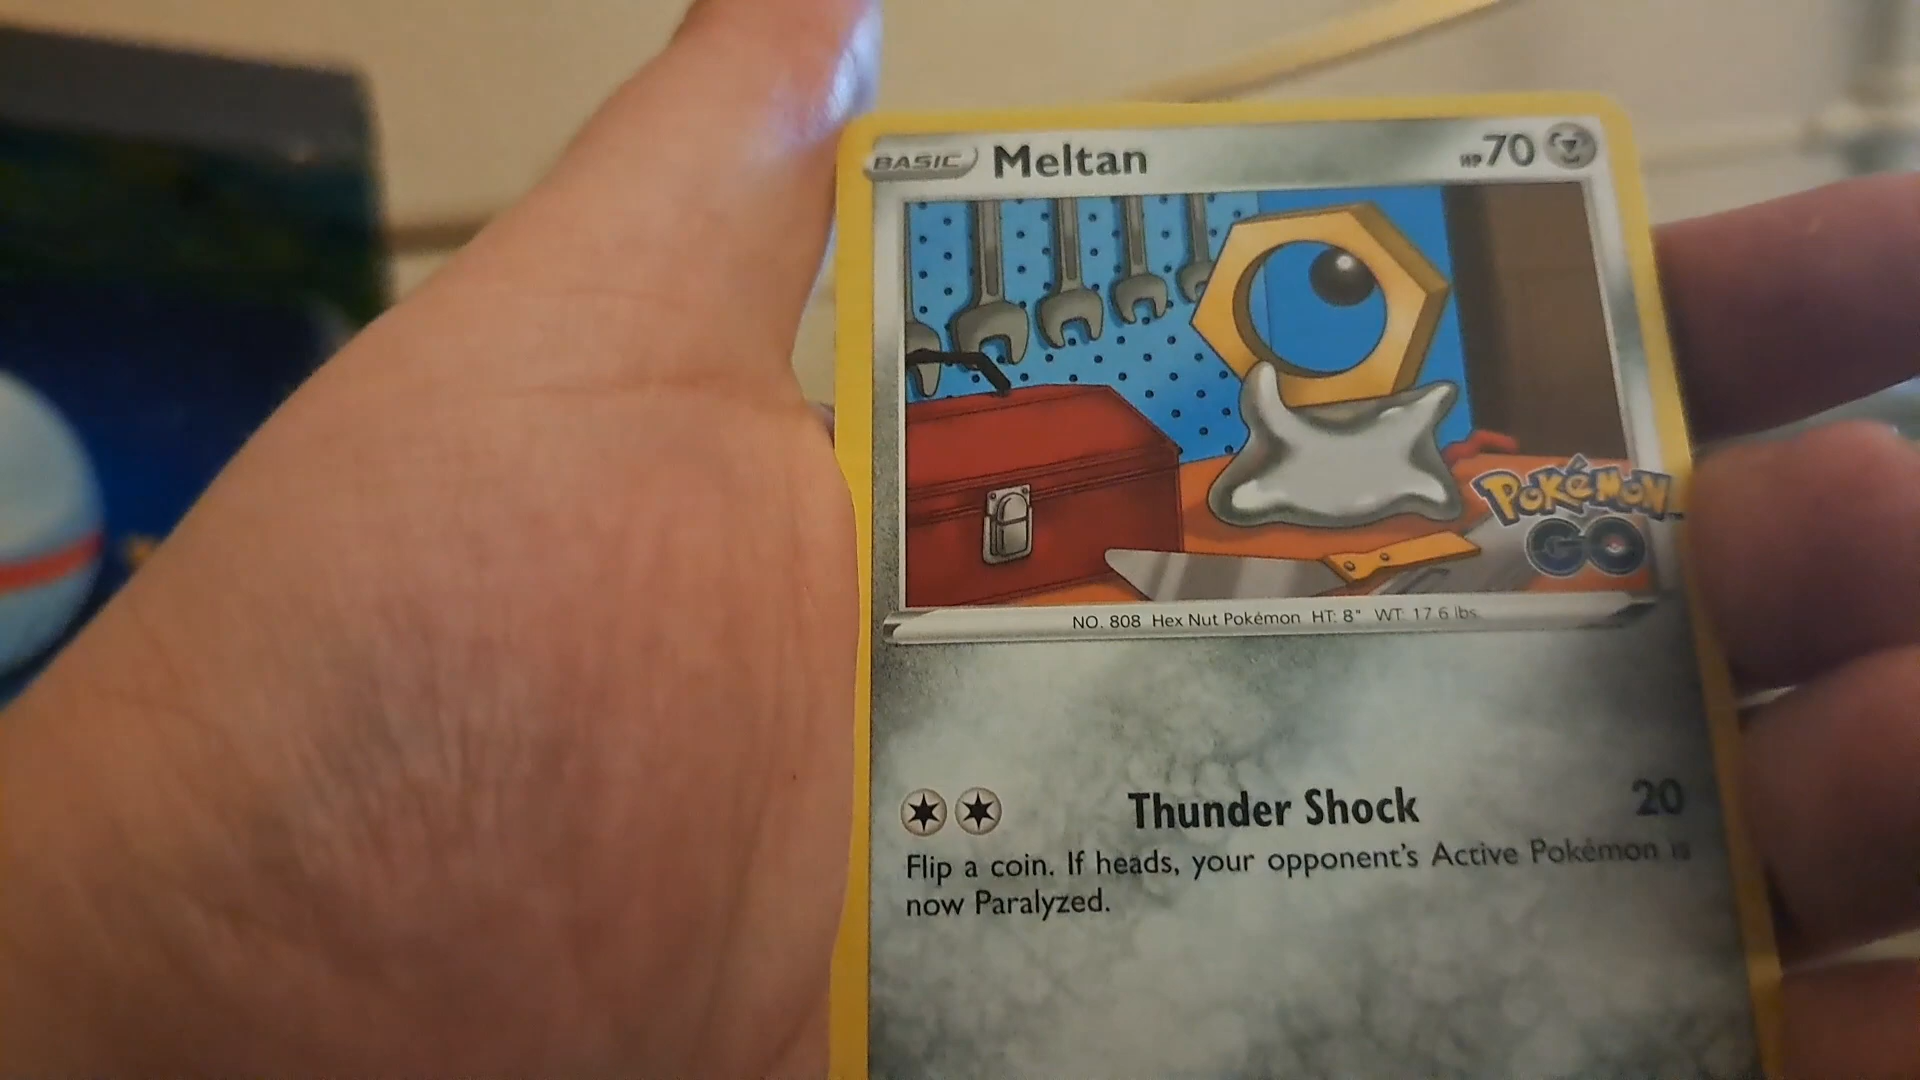 BASIC Meltan HP70
Pokémon
GO
NO. 808 Hex Nut Pokémon HT: 8" WT: 17.6 lbs.
Thunder Shock 20
Flip a coin. If heads, your opponent's Active Pokémon is
now Paralyzed.